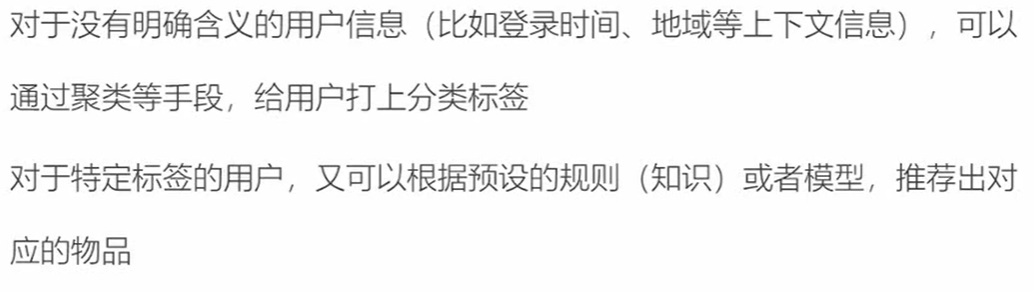 对于没有明确含义的用户信息（比如登录时间、地域等上下文信息），可以
通过聚类等手段，给用户打上分类标签
对于特定标签的用户，又可以根据预设的规则（知识）或者模型，推荐出对
应的物品